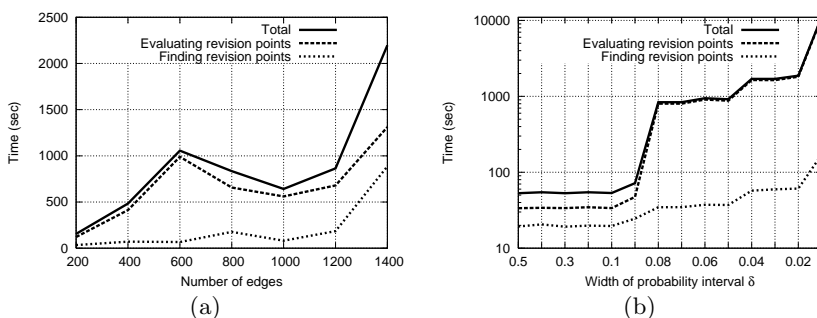 2500
2000
1500
1000
500
0
Time (sec)
Total
Evaluating revision points
Finding revision points
200 400 600 800 1000 1200 1400
Number of edges
(a)
10000
1000
100
10
Time (sec)
Total
Evaluating revision points
Finding revision points
0.5 0.3 0.1 0.08 0.06 0.04 0.02
Width of probability interval δ
(b)